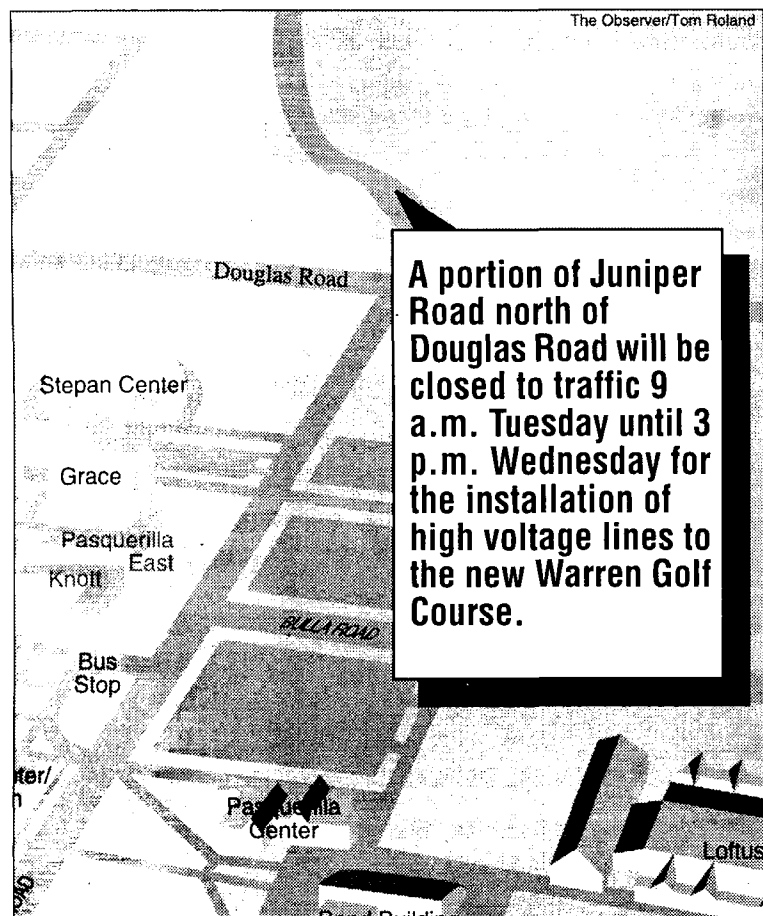 The Observer/Tom Roland
Douglas Road
A portion of Juniper
Road north of
Douglas Road will be
closed to traffic 9
a.m. Tuesday until 3
p.m. Wednesday for
the installation of
high voltage lines to
the new Warren Golf
Course.
Stepan Center
Grace
Pasquerilla
East
Knott
BULLA ROAD
Bus
Stop
Pasquerilla
Center
Loftus